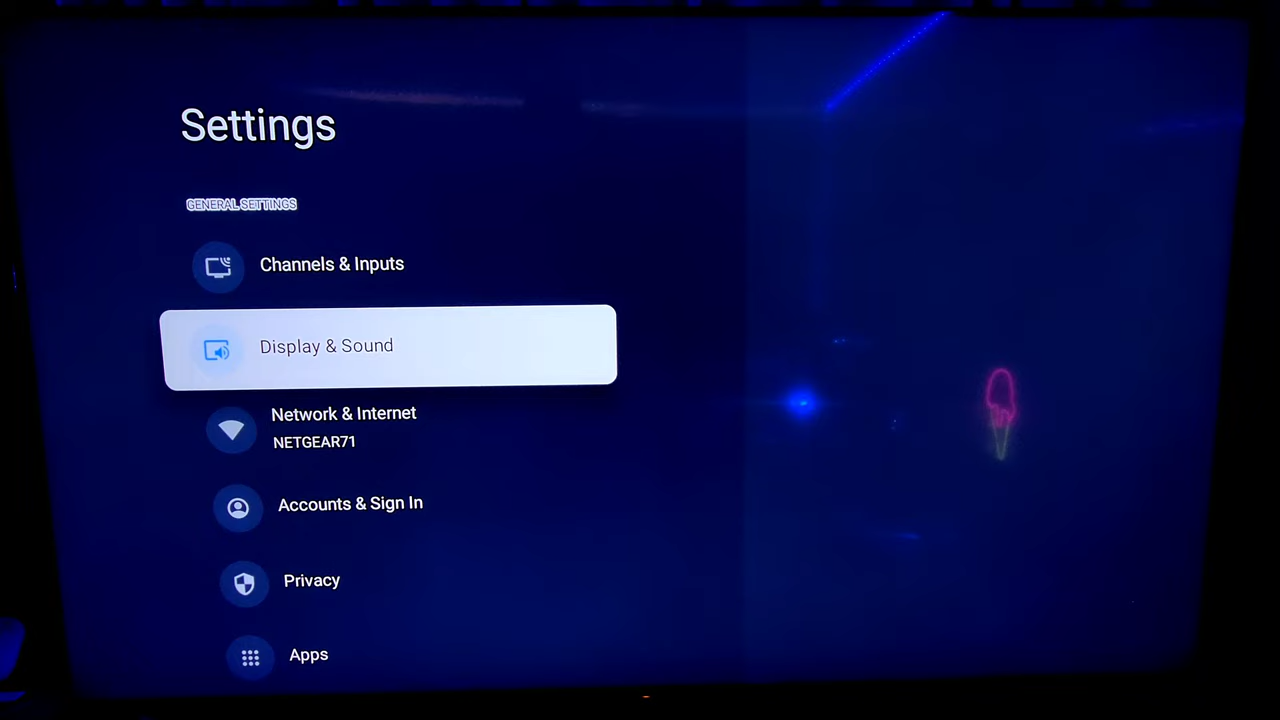 Settings
GENERAL SETTINGS
Channels & Inputs
Display & Sound
Network & Internet
NETGEAR71
Accounts & Sign In
Privacy
Apps